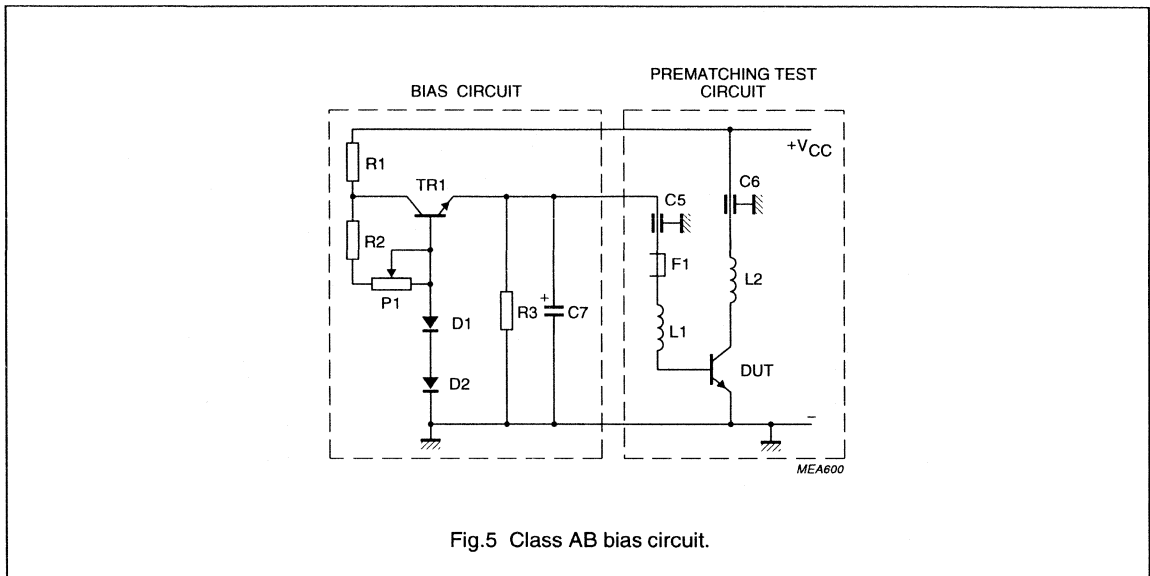 BIAS CIRCUIT
PREMATCHING TEST
CIRCUIT
+VCC
R1
TR1
C5
C6
R2
F1
L2
P1
D1
R3
+
C7
L1
D2
DUT
–
MEA600
Fig.5 Class AB bias circuit.